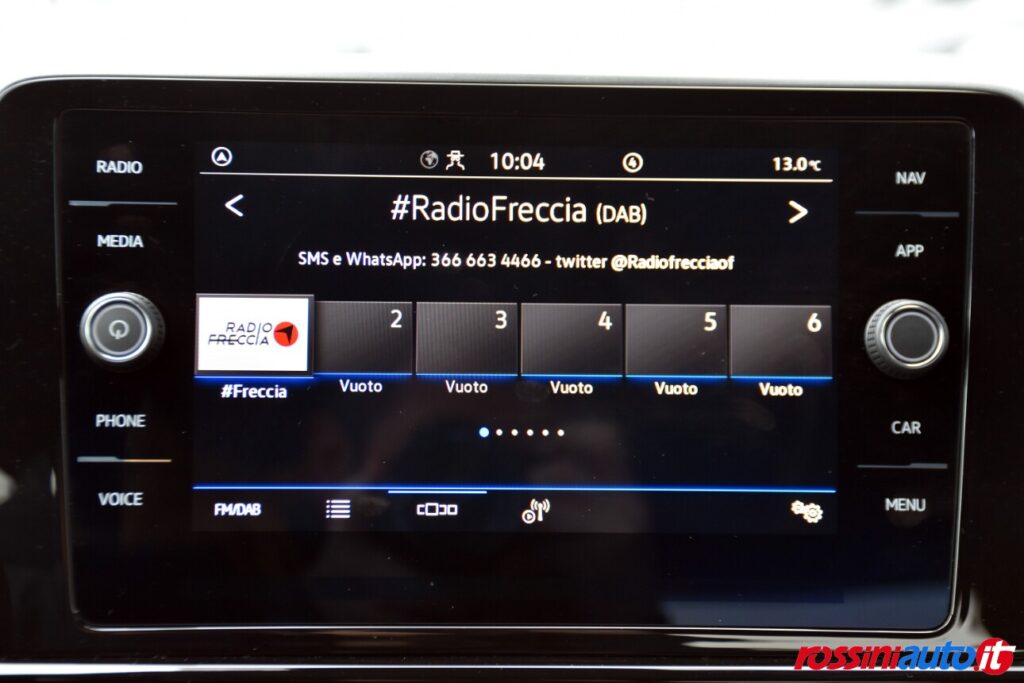 RADIO
MEDIA
PHONE
VOICE
10:04
4
13.0°C
#RadioFreccia (DAB)
SMS e WhatsApp: 366 663 4466 - twitter @Radiofrecciaof
RADIO
FRECCIA
2
3
4
5
6
#Freccia
Vuoto
Vuoto
Vuoto
Vuoto
Vuoto
FM/DAB
NAV
APP
CAR
MENU
rossiniauto.it